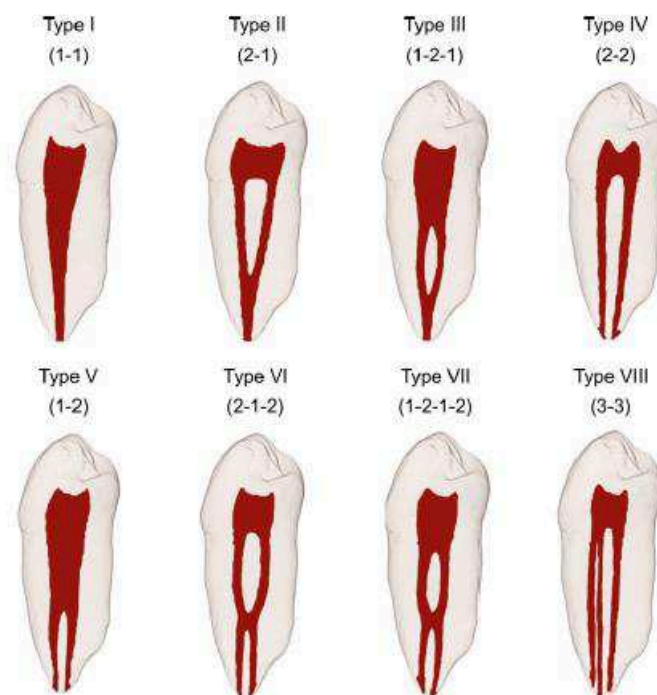 Type I
(1-1)
Type II
(2-1)
Type III
(1-2-1)
Type IV
(2-2)
Type V
(1-2)
Type VI
(2-1-2)
Type VII
(1-2-1-2)
Type VIII
(3-3)